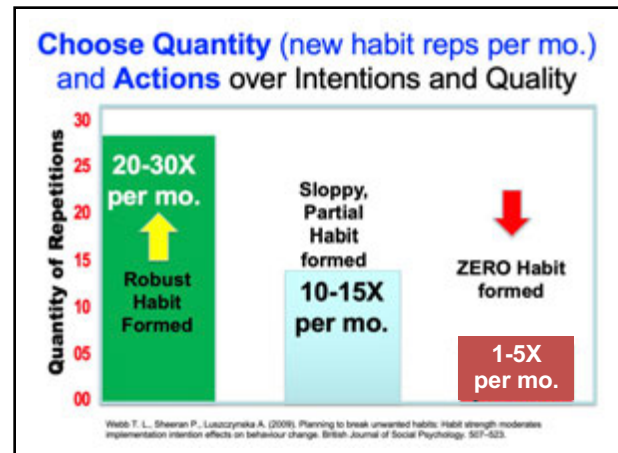 Choose Quantity (new habit reps per mo.)
and Actions over Intentions and Quality
Quantity of Repetitions
30
25
20
15
10
05
00
20-30X
per mo.
Robust
Habit
Formed
Sloppy,
Partial
Habit
formed
10-15X
per mo.
ZERO Habit
formed
1-5X
per mo.
Webb T. L., Sheeran P., Luszczynska A. (2009). Planning to break unwanted habits: Habit strength moderates
implementation intention effects on behaviour change. British Journal of Social Psychology. 507–523.